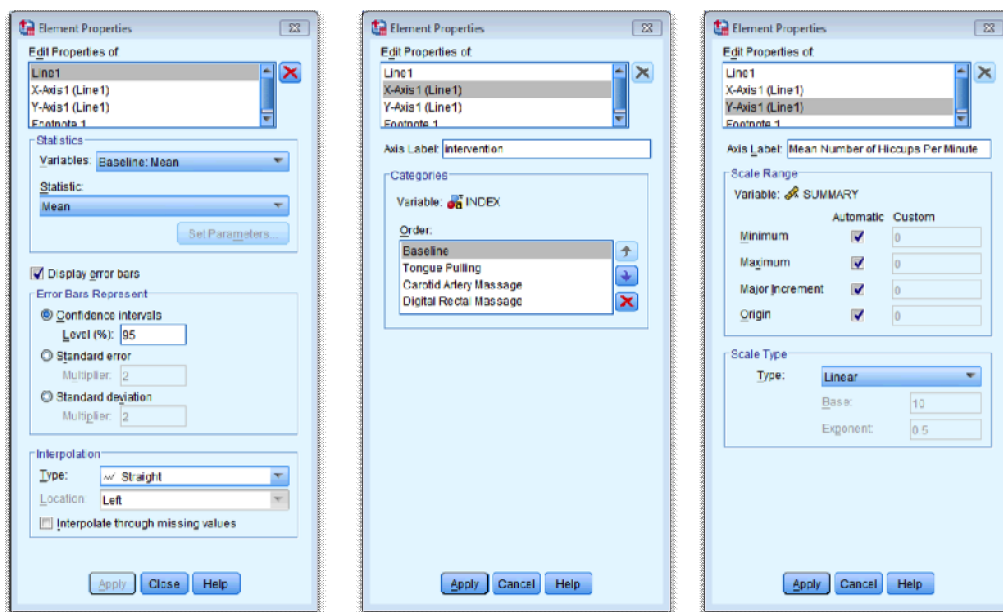 Element Properties
Edit Properties of:
Line1
X-Axis1 (Line1)
Y-Axis1 (Line1)
Footnote 1
Statistics
Variables: Baseline: Mean
Statistic:
Mean
Set Parameters...
Display error bars
Error Bars Represent
Confidence intervals
Level (%): 95
Standard error
Multiplier: 2
Standard deviation
Multiplier: 2
Interpolation
Type: Straight
Location: Left
Interpolate through missing values
Apply Close Help
Element Properties
Edit Properties of:
Line1
X-Axis1 (Line1)
Y-Axis1 (Line1)
Footnote 1
Axis Label: Intervention
Categories
Variable: INDEX
Order:
Baseline
Tongue Pulling
Carotid Artery Massage
Digital Rectal Massage
Apply Cancel Help
Element Properties
Edit Properties of:
Line1
X-Axis1 (Line1)
Y-Axis1 (Line1)
Footnote 1
Axis Label: Mean Number of Hiccups Per Minute
Scale Range
Variable: SUMMARY
Automatic Custom
Minimum 0
Maximum 0
Major Increment 0
Origin 0
Scale Type
Type: Linear
Base: 10
Exponent: 0.5
Apply Cancel Help